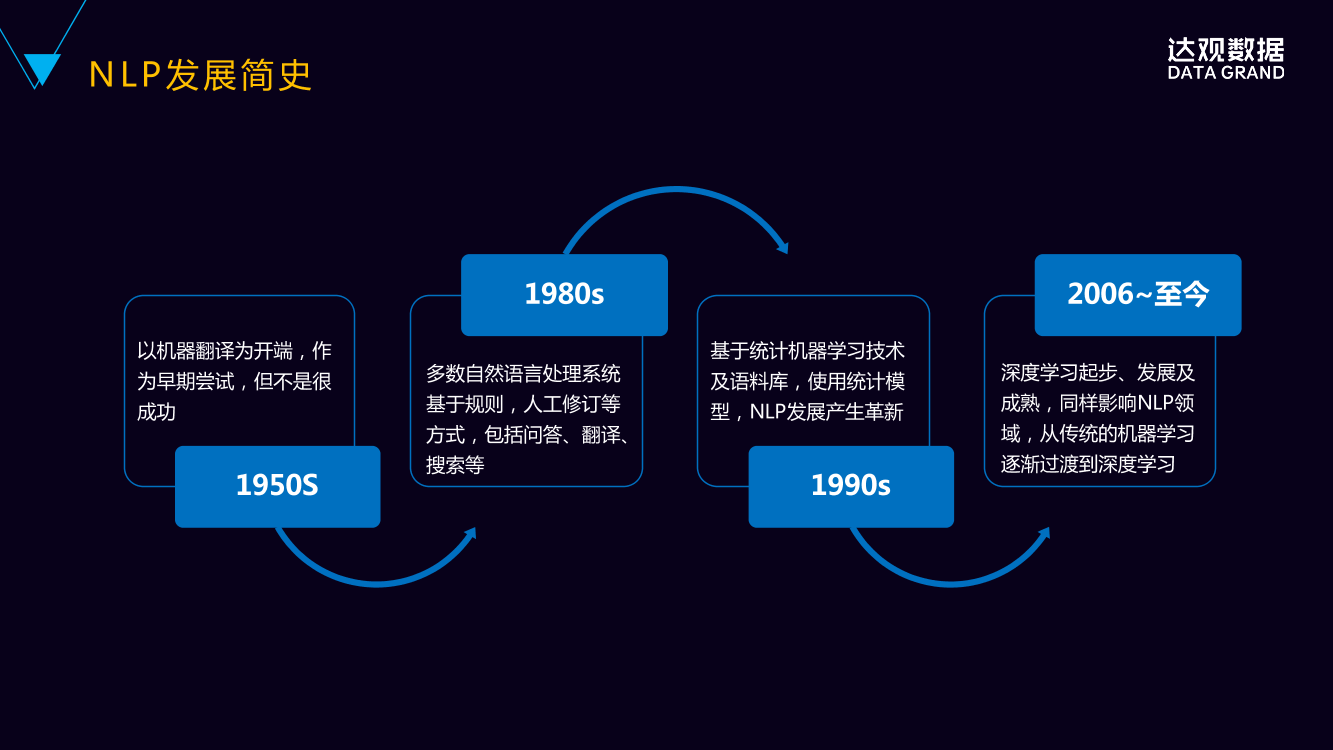 NLP发展简史
达观数据
DATA GRAND
以机器翻译为开端，作
为早期尝试，但不是很
成功
1950S
1980s
多数自然语言处理系统
基于规则，人工修订等
方式，包括问答、翻译、
搜索等
基于统计机器学习技术
及语料库，使用统计模
型，NLP发展产生革新
1990s
2006~至今
深度学习起步、发展及
成熟，同样影响NLP领
域，从传统的机器学习
逐渐过渡到深度学习